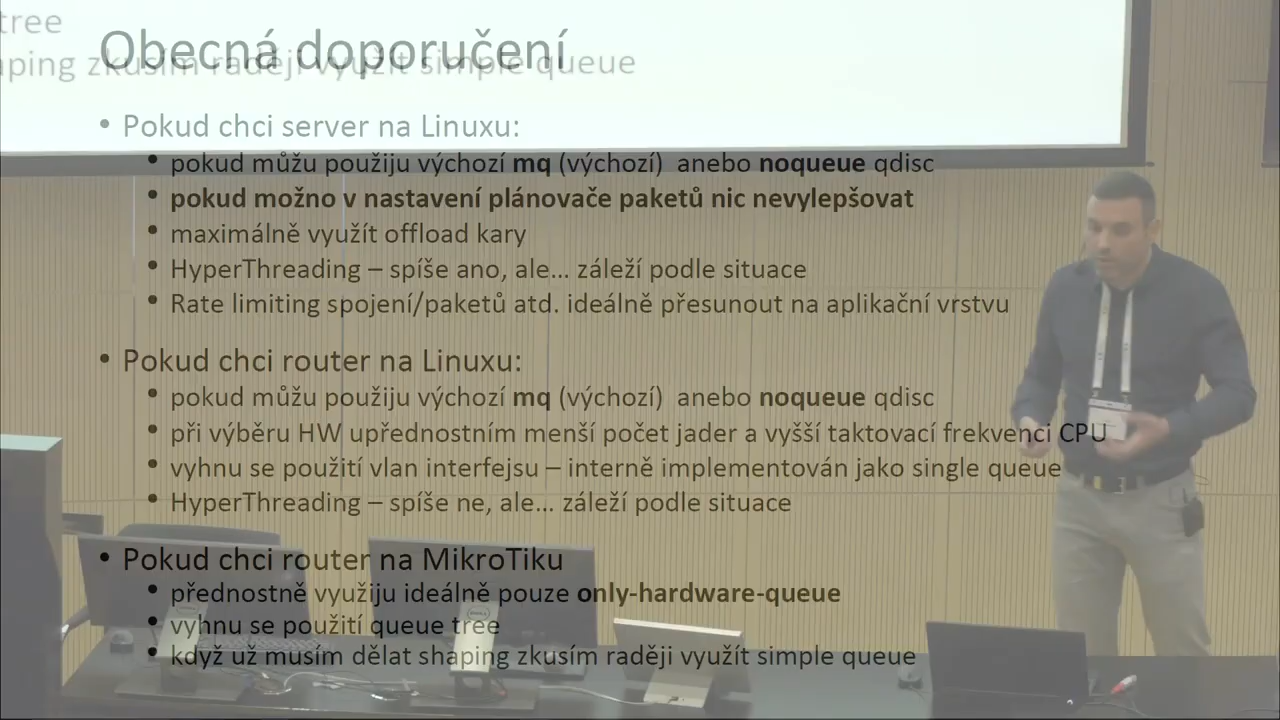 tree
aping zkusím raději využít simple queue
Obecná doporučení
• Pokud chci server na Linuxu:
• pokud můžu použiju výchozí mq (výchozí) anebo noqueue qdisc
• pokud možno v nastavení plánovače paketů nic nevylepšovat
• maximálně využít offload kary
• HyperThreading – spíše ano, ale... záleží podle situace
• Rate limiting spojení/paketů atd. ideálně přesunout na aplikační vrstvu
• Pokud chci router na Linuxu:
• pokud můžu použiju výchozí mq (výchozí) anebo noqueue qdisc
• při výběru HW upřednostním menší počet jader a vyšší taktovací frekvenci CPU
• vyhnu se použití vlan interfejsu – interně implementován jako single queue
• HyperThreading – spíše ne, ale... záleží podle situace
• Pokud chci router na MikroTiku
• přednostně využiju ideálně pouze only-hardware-queue
• vyhnu se použití queue tree
• když už musím dělat shaping zkusím raději využít simple queue